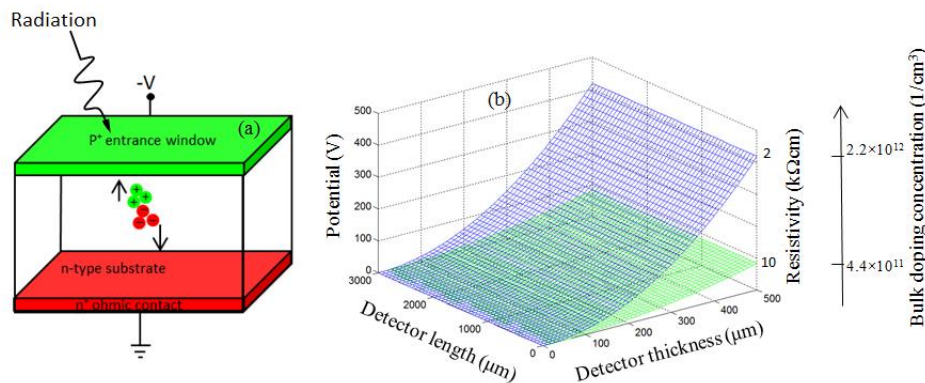 Radiation
-V
(a)
P+ entrance window
+
+
+
−
−
−
n-type substrate
n+ ohmic contact
(b)
Potential (V)
500
400
300
200
100
0
3000
2000
1000
0
Detector length (μm)
0
100
200
300
400
500
Detector thickness (μm)
2
10
Resistivity (kΩcm)
2.2×10¹²
4.4×10¹¹
Bulk doping concentration (1/cm³)